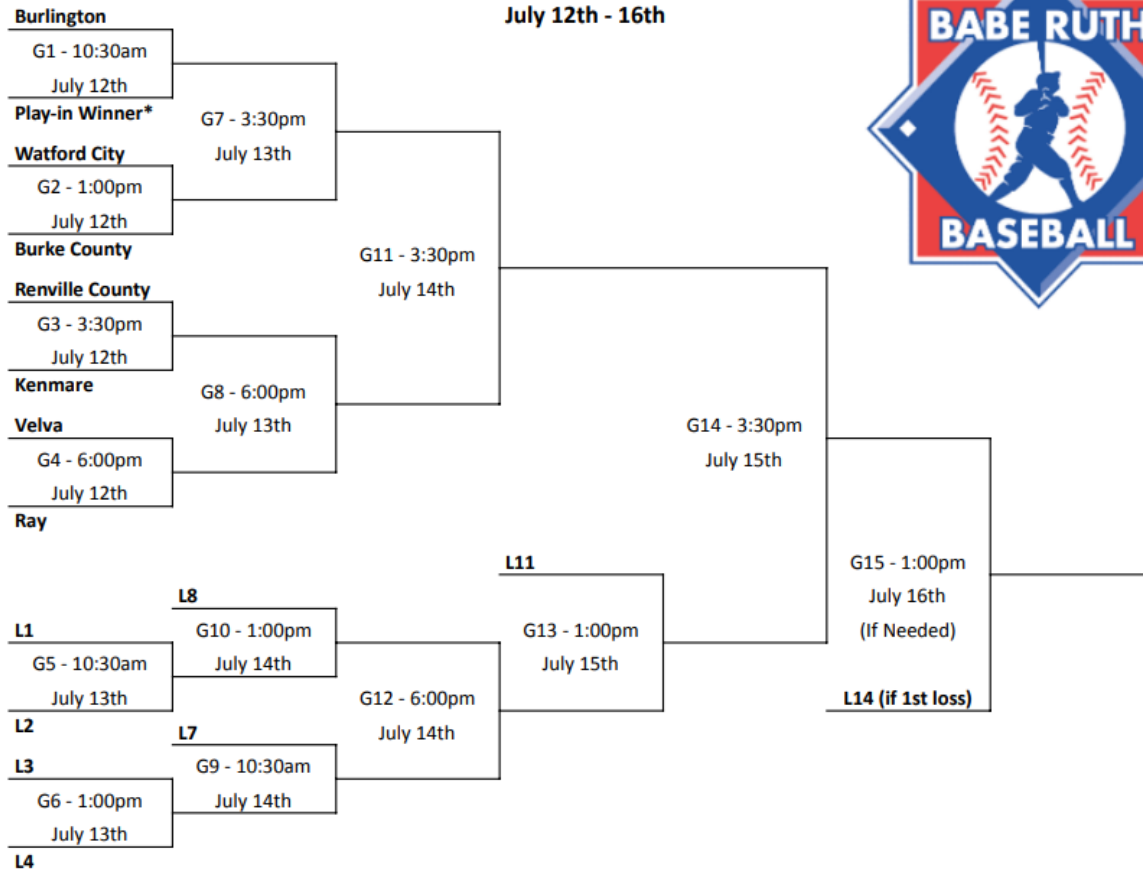 July 12th - 16th
BABE RUTH
BASEBALL
Burlington
G1 - 10:30am
July 12th
Play-in Winner*
G7 - 3:30pm
July 13th
Watford City
G2 - 1:00pm
July 12th
Burke County
G11 - 3:30pm
July 14th
Renville County
G3 - 3:30pm
July 12th
Kenmare
G8 - 6:00pm
July 13th
Velva
G4 - 6:00pm
July 12th
Ray
G14 - 3:30pm
July 15th
L11
G15 - 1:00pm
July 16th
(If Needed)
L8
L1
G10 - 1:00pm
July 14th
G13 - 1:00pm
July 15th
G5 - 10:30am
July 13th
L2
G12 - 6:00pm
July 14th
L14 (if 1st loss)
L7
L3
G9 - 10:30am
July 14th
G6 - 1:00pm
July 13th
L4